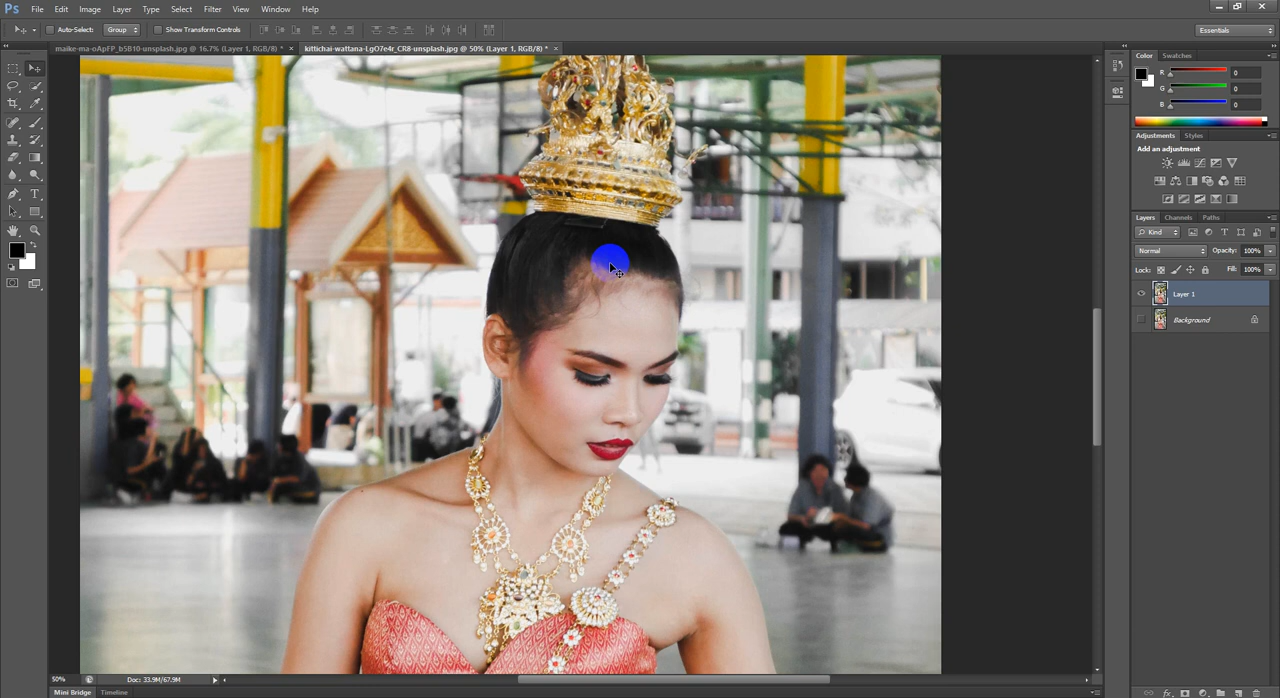 Ps File Edit Image Layer Type Select Filter 3D View Window Help
Auto-Select: Group Show Transform Controls Essentials
maike-ma-oApFP_b5B10-unsplash.jpg @ 16.7% (Layer 1, RGB/8) * × kittichai-wattana-LgO7e4r_CR8-unsplash.jpg @ 50% (Layer 1, RGB/8) * ×
Color Swatches
R 0
G 0
B 0
Adjustments Styles
Add an adjustment
Layers Channels Paths
Kind
Normal Opacity: 100%
Lock: Fill: 100%
Layer 1
Background
50% Doc: 33.9M/67.9M
Mini Bridge Timeline